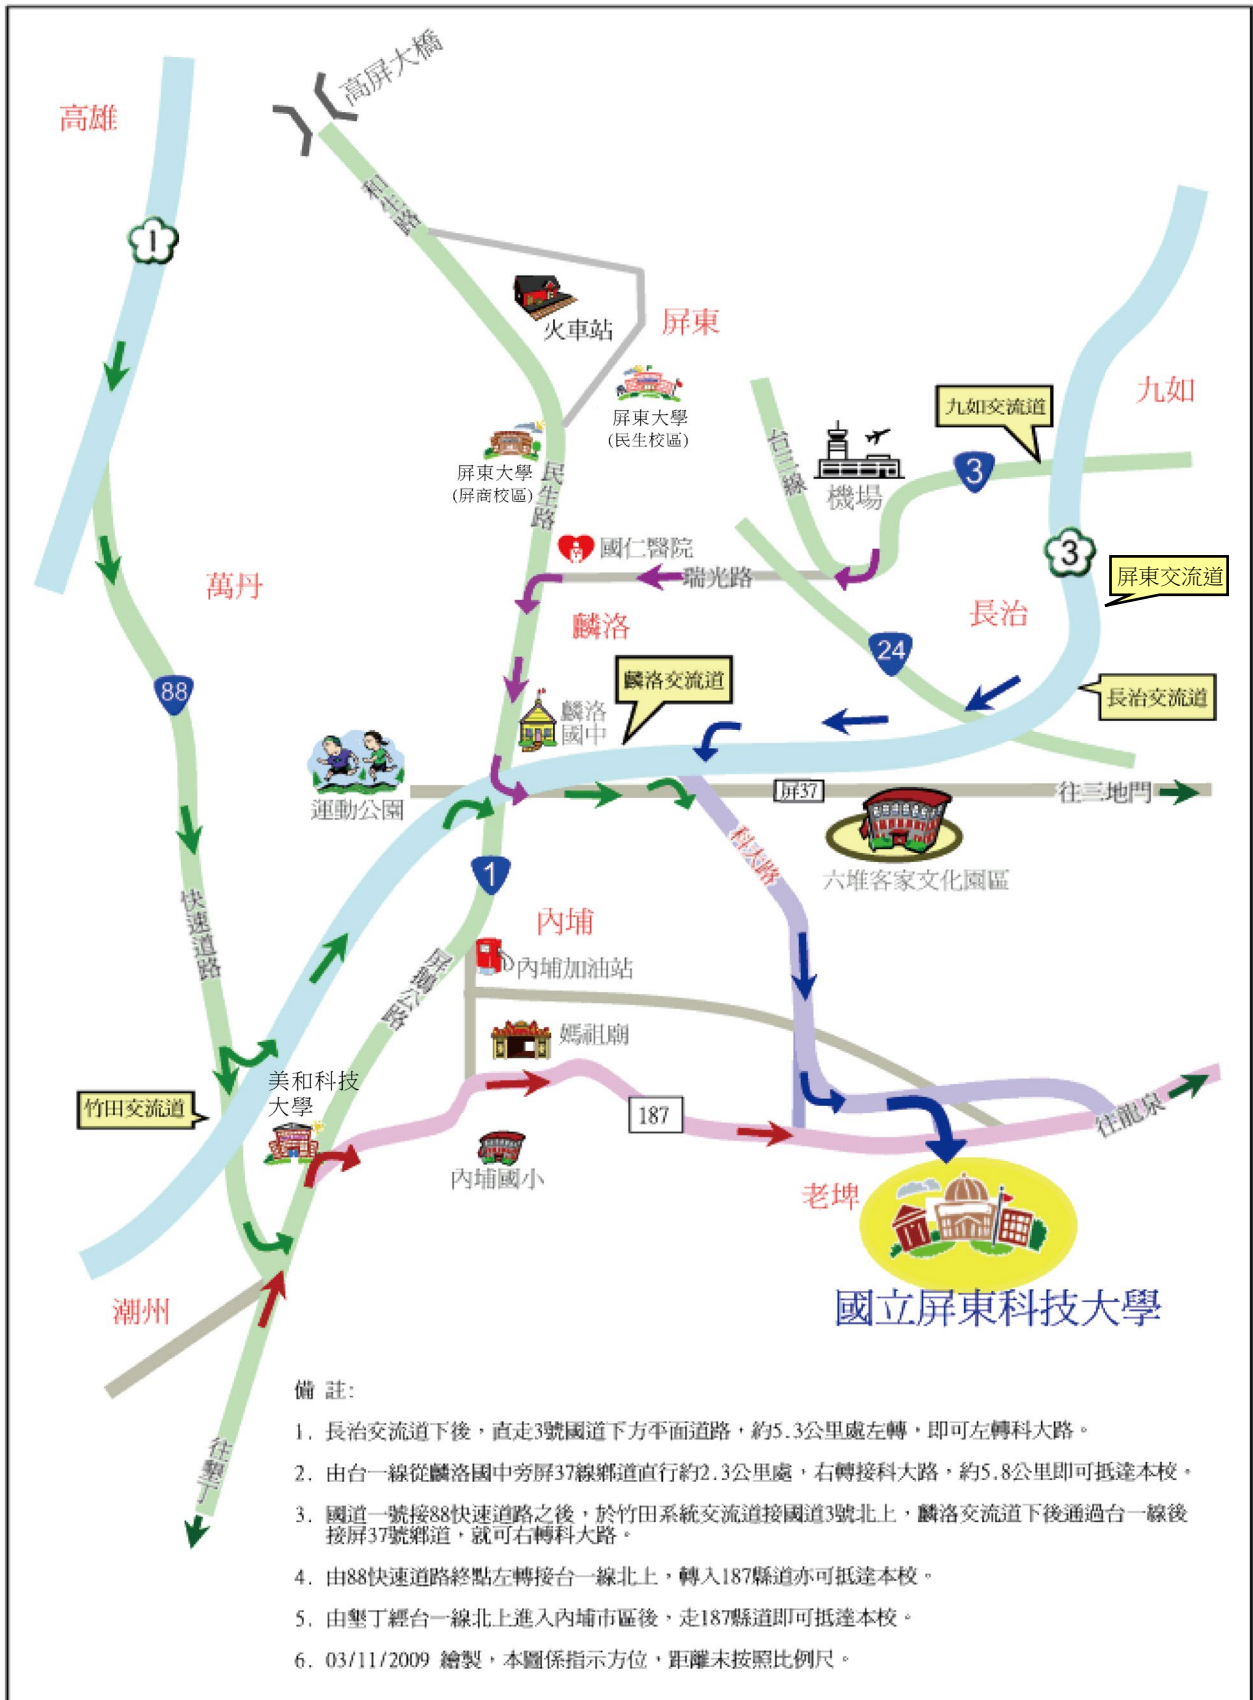 高屏大橋
高雄
1
和生路
火車站
屏東
屏東大學
(民生校區)
屏東大學
(屏商校區)
民生路
九如
九如交流道
台三線
機場
3
3
屏東交流道
國仁醫院
瑞光路
萬丹
麟洛
長治
24
88
麟洛交流道
長治交流道
麟洛
國中
運動公園
屏37
往三地門
科大路
六堆客家文化園區
1
快速道路
內埔
屏鵝公路
內埔加油站
媽祖廟
美和科技
大學
竹田交流道
187
往龍泉
內埔國小
老埤
國立屏東科技大學
潮州
往墾丁
備 註:
1. 長治交流道下後，直走3號國道下方平面道路，約5.3公里處左轉，即可左轉科大路。
2. 由台一線從麟洛國中旁屏37線鄉道直行約2.3公里處，右轉接科大路，約5.8公里即可抵達本校。
3. 國道一號接88快速道路之後，於竹田系統交流道接國道3號北上，麟洛交流道下後通過台一線後
接屏37號鄉道，就可右轉科大路。
4. 由88快速道路終點左轉接台一線北上，轉入187縣道亦可抵達本校。
5. 由墾丁經台一線北上進入內埔市區後，走187縣道即可抵達本校。
6. 03/11/2009 繪製，本圖係指示方位，距離未按照比例尺。